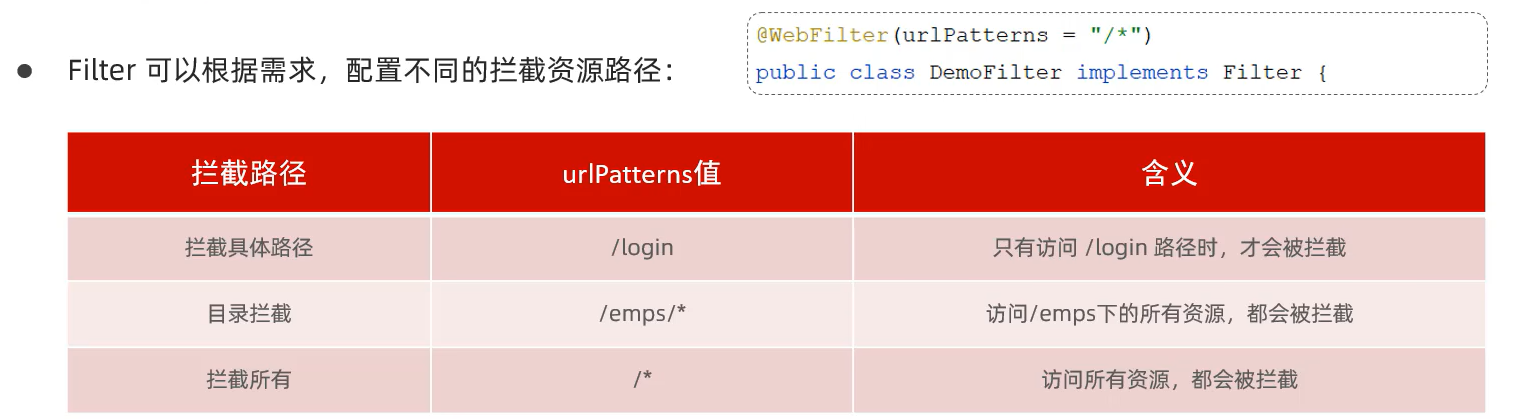 @WebFilter(urlPatterns = "/*")
public class DemoFilter implements Filter {
● Filter 可以根据需求，配置不同的拦截资源路径：
拦截路径 urlPatterns值 含义
拦截具体路径 /login 只有访问 /login 路径时，才会被拦截
目录拦截 /emps/* 访问/emps下的所有资源，都会被拦截
拦截所有 /* 访问所有资源，都会被拦截